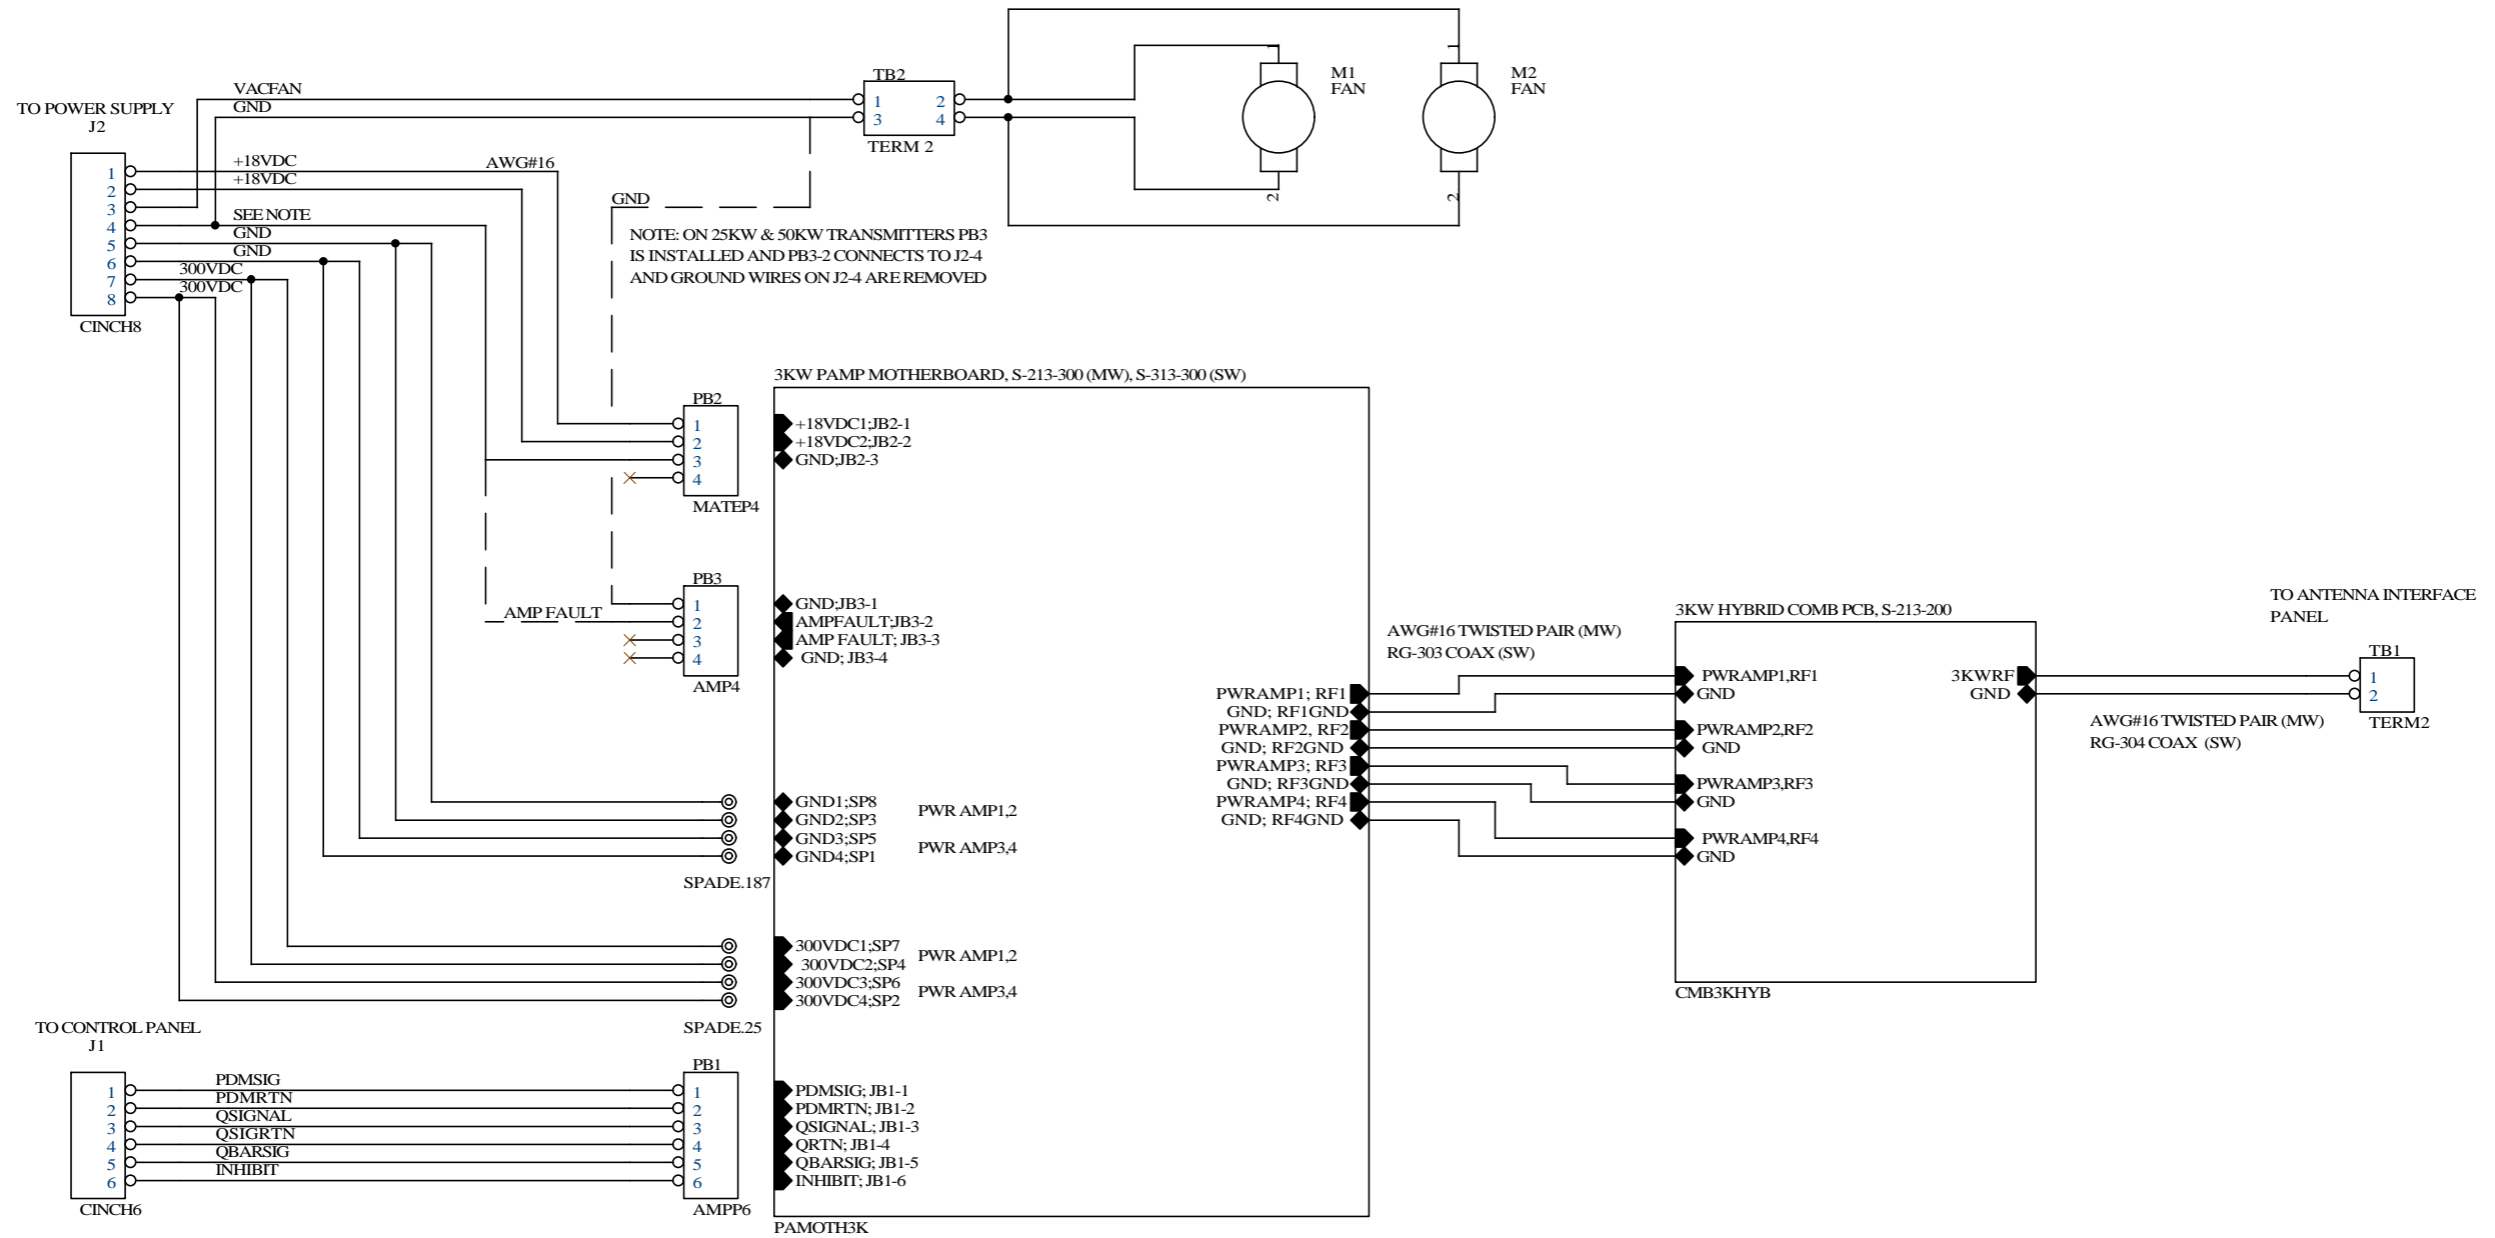 TB2
1 2
3 4
TERM 2
M1
FAN
1
2
M2
FAN
1
2
VACFAN
GND
TO POWER SUPPLY
J2
1
2
3
4
5
6
7
8
CINCH8
+18VDC
+18VDC
SEE NOTE
GND
GND
300VDC
300VDC
AWG#16
GND
NOTE: ON 25KW & 50KW TRANSMITTERS PB3
IS INSTALLED AND PB3-2 CONNECTS TO J2-4
AND GROUND WIRES ON J2-4 ARE REMOVED
3KW PAMP MOTHERBOARD, S-213-300 (MW), S-313-300 (SW)
PB2
1
2
3
4
MATEP4
+18VDC1;JB2-1
+18VDC2;JB2-2
GND;JB2-3
PB3
1
2
3
4
AMP4
AMP FAULT
GND;JB3-1
AMPFAULT;JB3-2
AMP FAULT; JB3-3
GND; JB3-4
GND1;SP8
GND2;SP3
GND3;SP5
GND4;SP1
PWR AMP1,2
PWR AMP3,4
SPADE.187
300VDC1;SP7
300VDC2;SP4
300VDC3;SP6
300VDC4;SP2
PWR AMP1,2
PWR AMP3,4
SPADE.25
TO CONTROL PANEL
J1
1
2
3
4
5
6
CINCH6
PDMSIG
PDMRTN
QSIGNAL
QSIGRTN
QBARSIG
INHIBIT
PB1
1
2
3
4
5
6
AMPP6
PDMSIG; JB1-1
PDMRTN; JB1-2
QSIGNAL; JB1-3
QRTN; JB1-4
QBARSIG; JB1-5
INHIBIT; JB1-6
PAMOTH3K
PWRAMP1; RF1
GND; RF1GND
PWRAMP2, RF2
GND; RF2GND
PWRAMP3; RF3
GND; RF3GND
PWRAMP4; RF4
GND; RF4GND
AWG#16 TWISTED PAIR (MW)
RG-303 COAX (SW)
3KW HYBRID COMB PCB, S-213-200
PWRAMP1,RF1
GND
PWRAMP2,RF2
GND
PWRAMP3,RF3
GND
PWRAMP4,RF4
GND
3KWRF
GND
CMB3KHYB
TO ANTENNA INTERFACE
PANEL
TB1
1
2
TERM2
AWG#16 TWISTED PAIR (MW)
RG-304 COAX (SW)